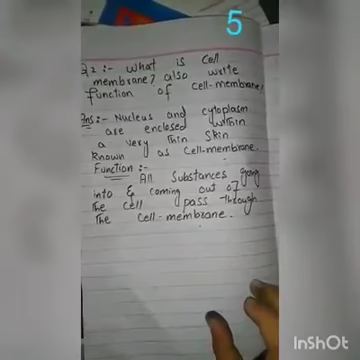 5
Q2:- What is cell
membrane? also write
function of cell-membrane?
Ans:- Nucleus and cytoplasm
are enclosed within
a very thin skin
known as cell-membrane.
Function:-
All substances going
into & coming out of
the cell pass through
the cell-membrane.
InShOt